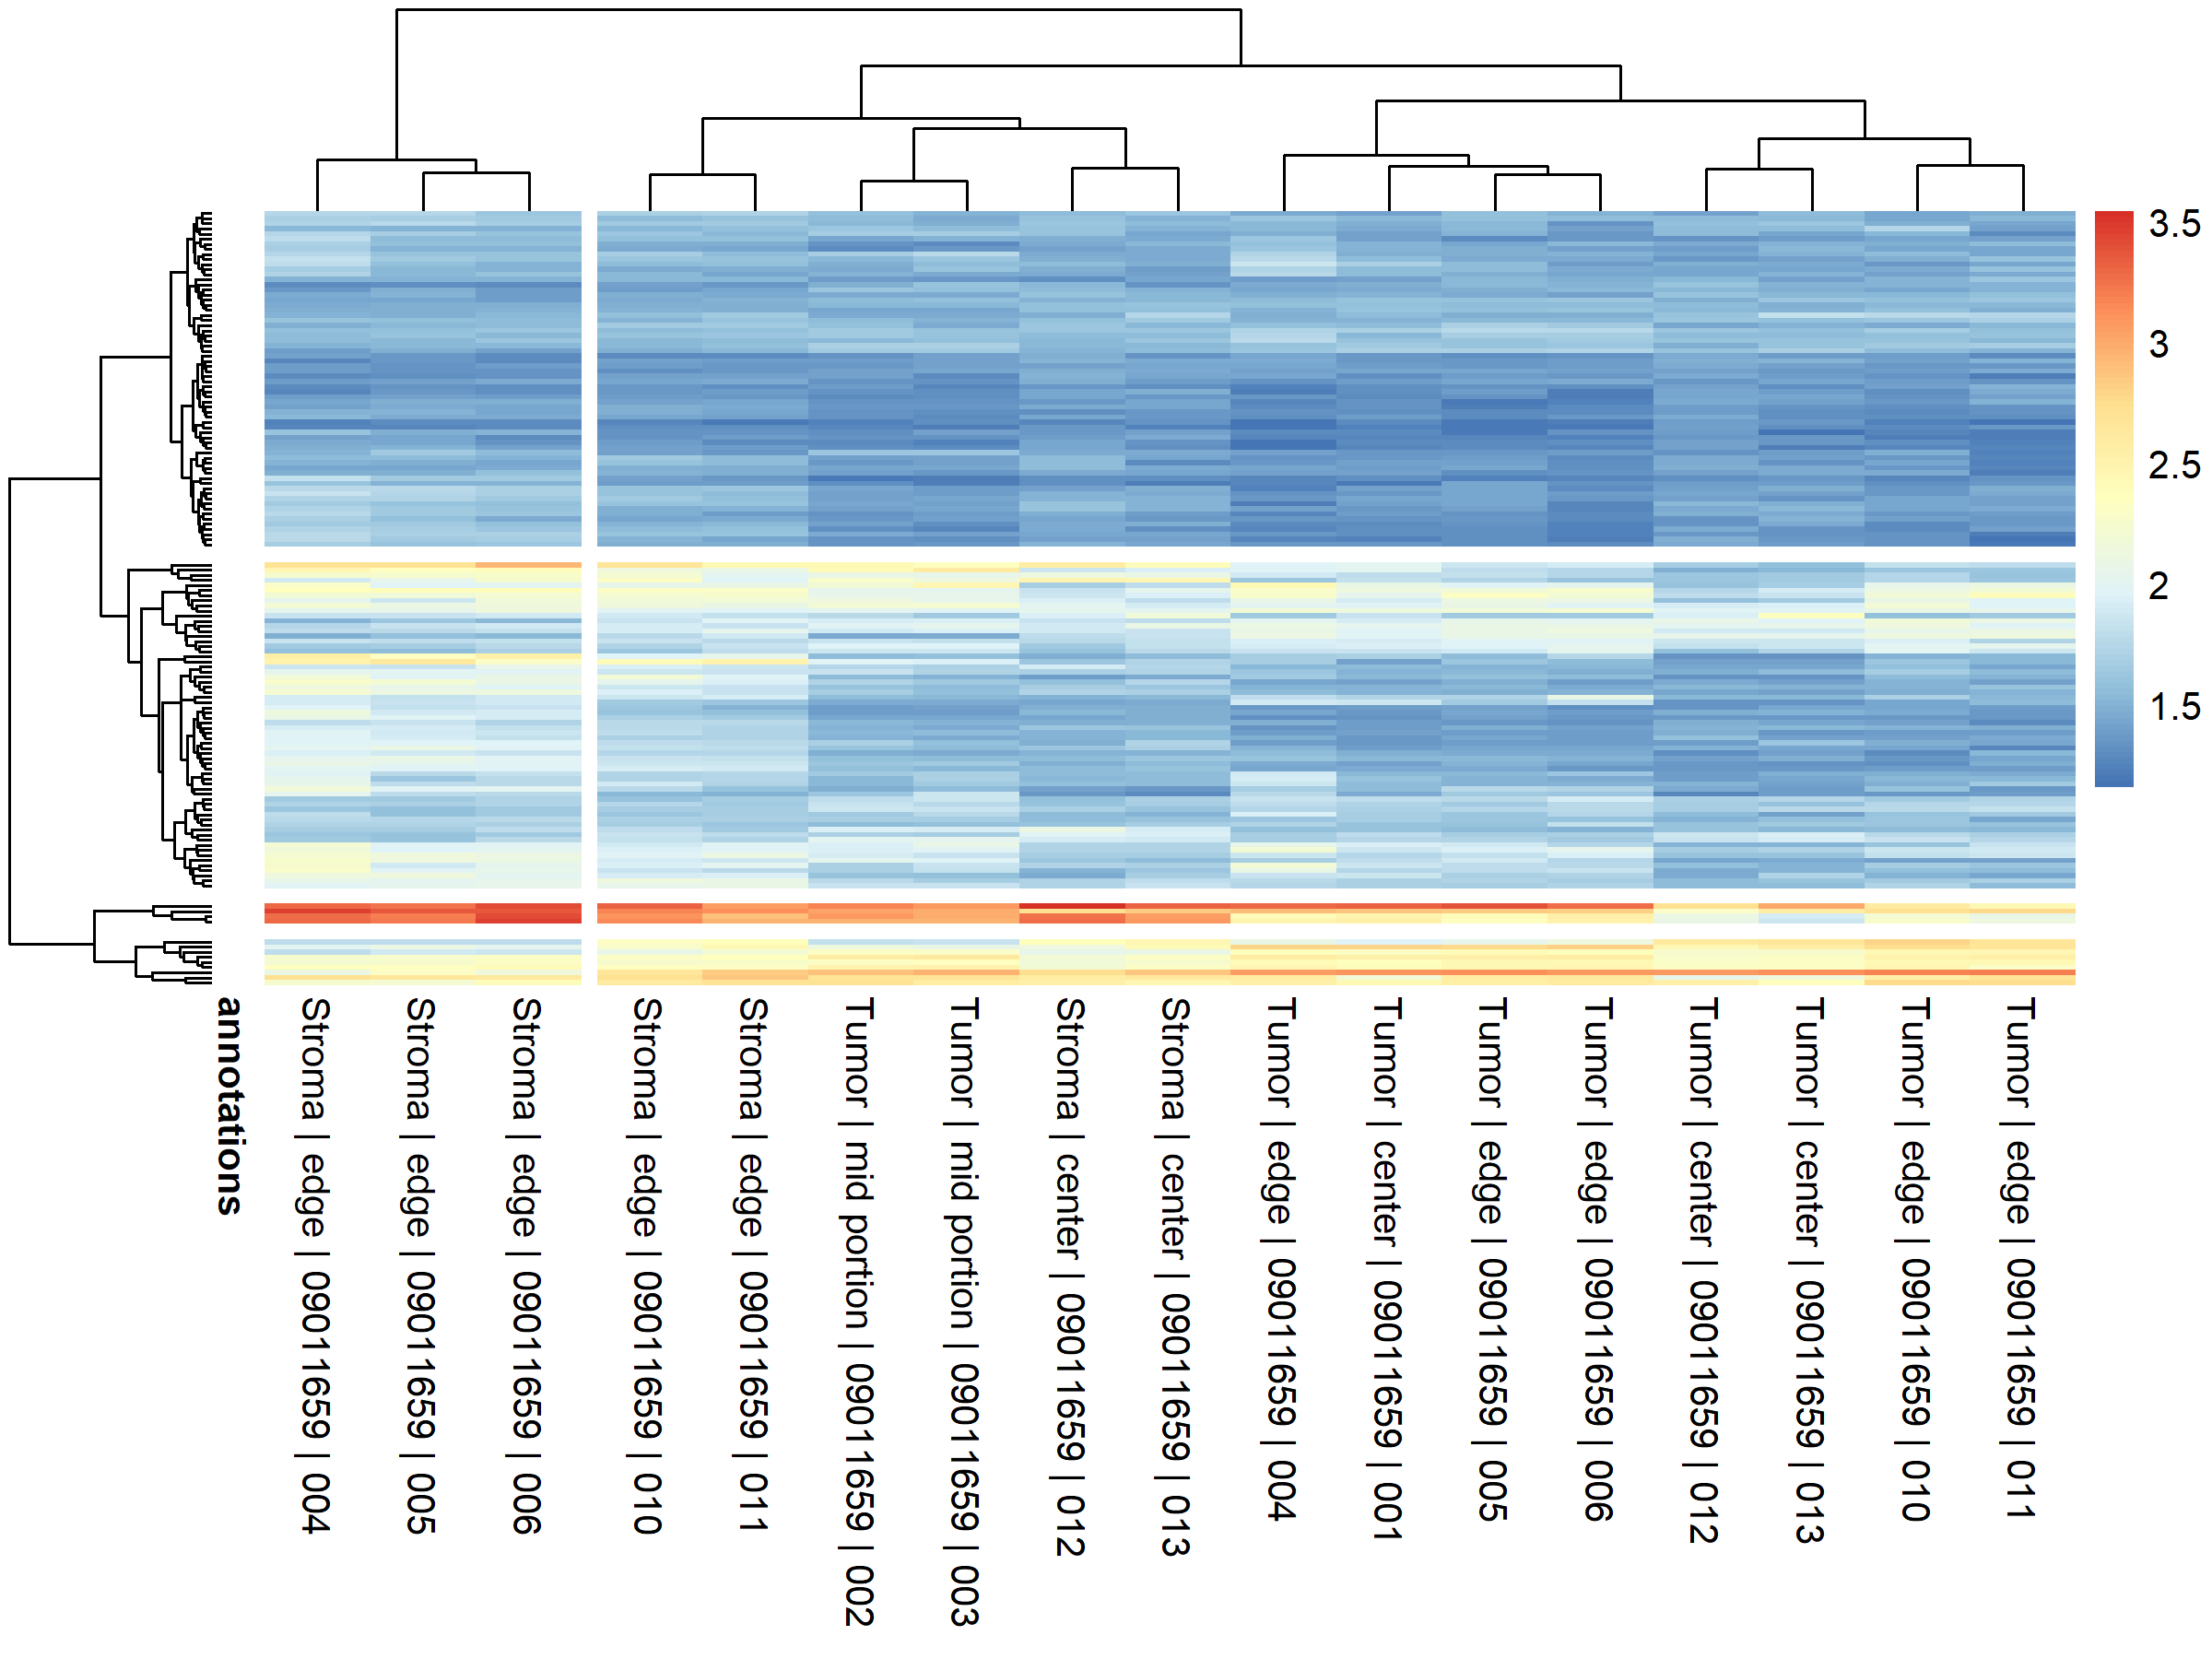 3.5
3
2.5
2
1.5
annotations
Stroma | edge | 09011659 | 004
Stroma | edge | 09011659 | 005
Stroma | edge | 09011659 | 006
Stroma | edge | 09011659 | 010
Stroma | edge | 09011659 | 011
Tumor | mid portion | 09011659 | 002
Tumor | mid portion | 09011659 | 003
Stroma | center | 09011659 | 012
Stroma | center | 09011659 | 013
Tumor | edge | 09011659 | 004
Tumor | center | 09011659 | 001
Tumor | edge | 09011659 | 005
Tumor | edge | 09011659 | 006
Tumor | center | 09011659 | 012
Tumor | center | 09011659 | 013
Tumor | edge | 09011659 | 010
Tumor | edge | 09011659 | 011